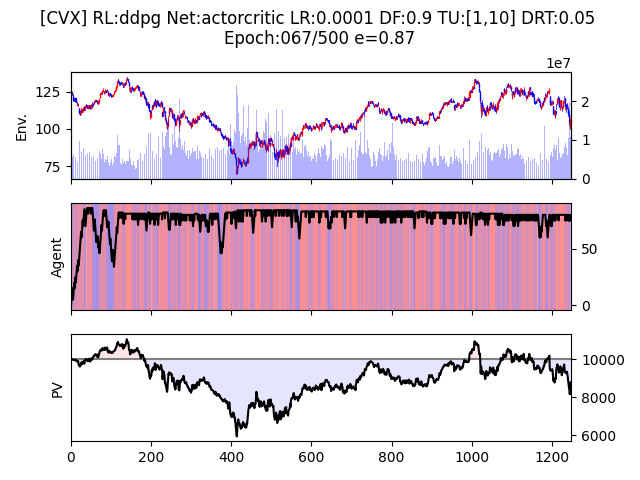 [CVX] RL:ddpg Net:actorcritic LR:0.0001 DF:0.9 TU:[1,10] DRT:0.05
Epoch:067/500 e=0.87
1e7
125
100
75
Env.
2
1
0
Agent
50
0
PV
10000
8000
6000
0 200 400 600 800 1000 1200